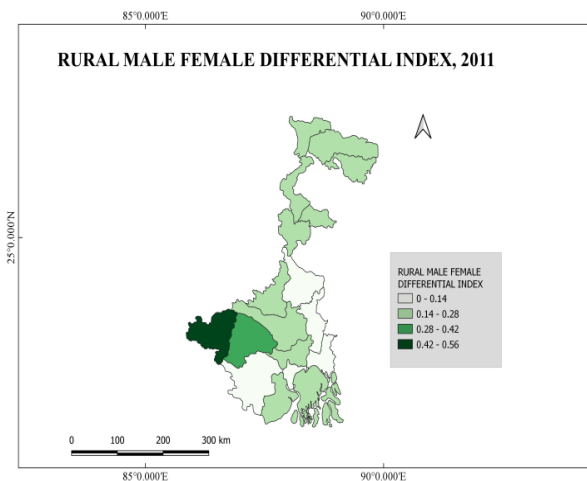 85°0.000'E 90°0.000'E
RURAL MALE FEMALE DIFFERENTIAL INDEX, 2011
25°0.000'N
RURAL MALE FEMALE
DIFFERENTIAL INDEX
0 - 0.14
0.14 - 0.28
0.28 - 0.42
0.42 - 0.56
0 100 200 300 km
85°0.000'E 90°0.000'E